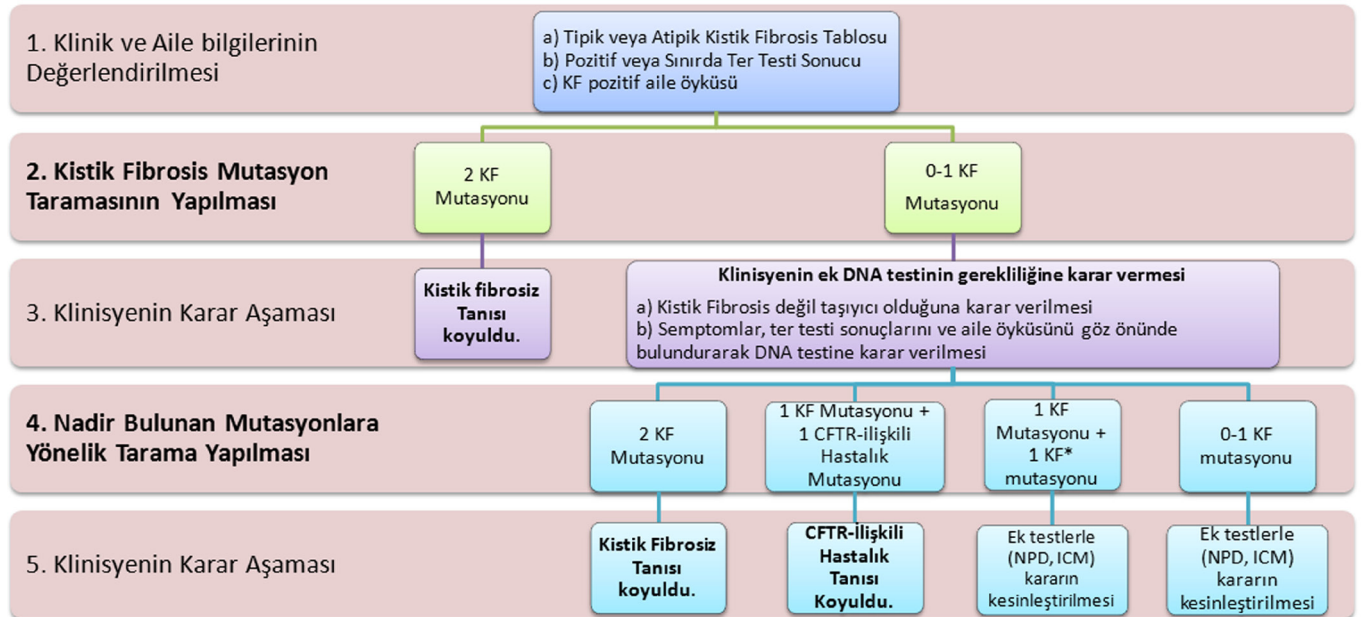 1. Klinik ve Aile bilgilerinin
Değerlendirilmesi
a) Tipik veya Atipik Kistik Fibrosis Tablosu
b) Pozitif veya Sınırda Ter Testi Sonucu
c) KF pozitif aile öyküsü
2. Kistik Fibrosis Mutasyon
Taramasının Yapılması
2 KF
Mutasyonu
0-1 KF
Mutasyonu
3. Klinisyenin Karar Aşaması
Kistik fibrosiz
Tanısı
koyuldu.
Klinisyenin ek DNA testinin gerekliliğine karar vermesi
a) Kistik Fibrosis değil taşıyıcı olduğuna karar verilmesi
b) Semptomlar, ter testi sonuçlarını ve aile öyküsünü göz önünde
bulundurarak DNA testine karar verilmesi
4. Nadir Bulunan Mutasyonlara
Yönelik Tarama Yapılması
2 KF
Mutasyonu
1 KF Mutasyonu +
1 CFTR-ilişkili
Hastalık
Mutasyonu
1 KF
Mutasyonu +
1 KF*
mutasyonu
0-1 KF
mutasyonu
5. Klinisyenin Karar Aşaması
Kistik Fibrosiz
Tanısı
koyuldu.
CFTR-İlişkili
Hastalık
Tanısı
Koyuldu.
Ek testlerle
(NPD, ICM)
kararın
kesinleştirilmesi
Ek testlerle
(NPD, ICM)
kararın
kesinleştirilmesi